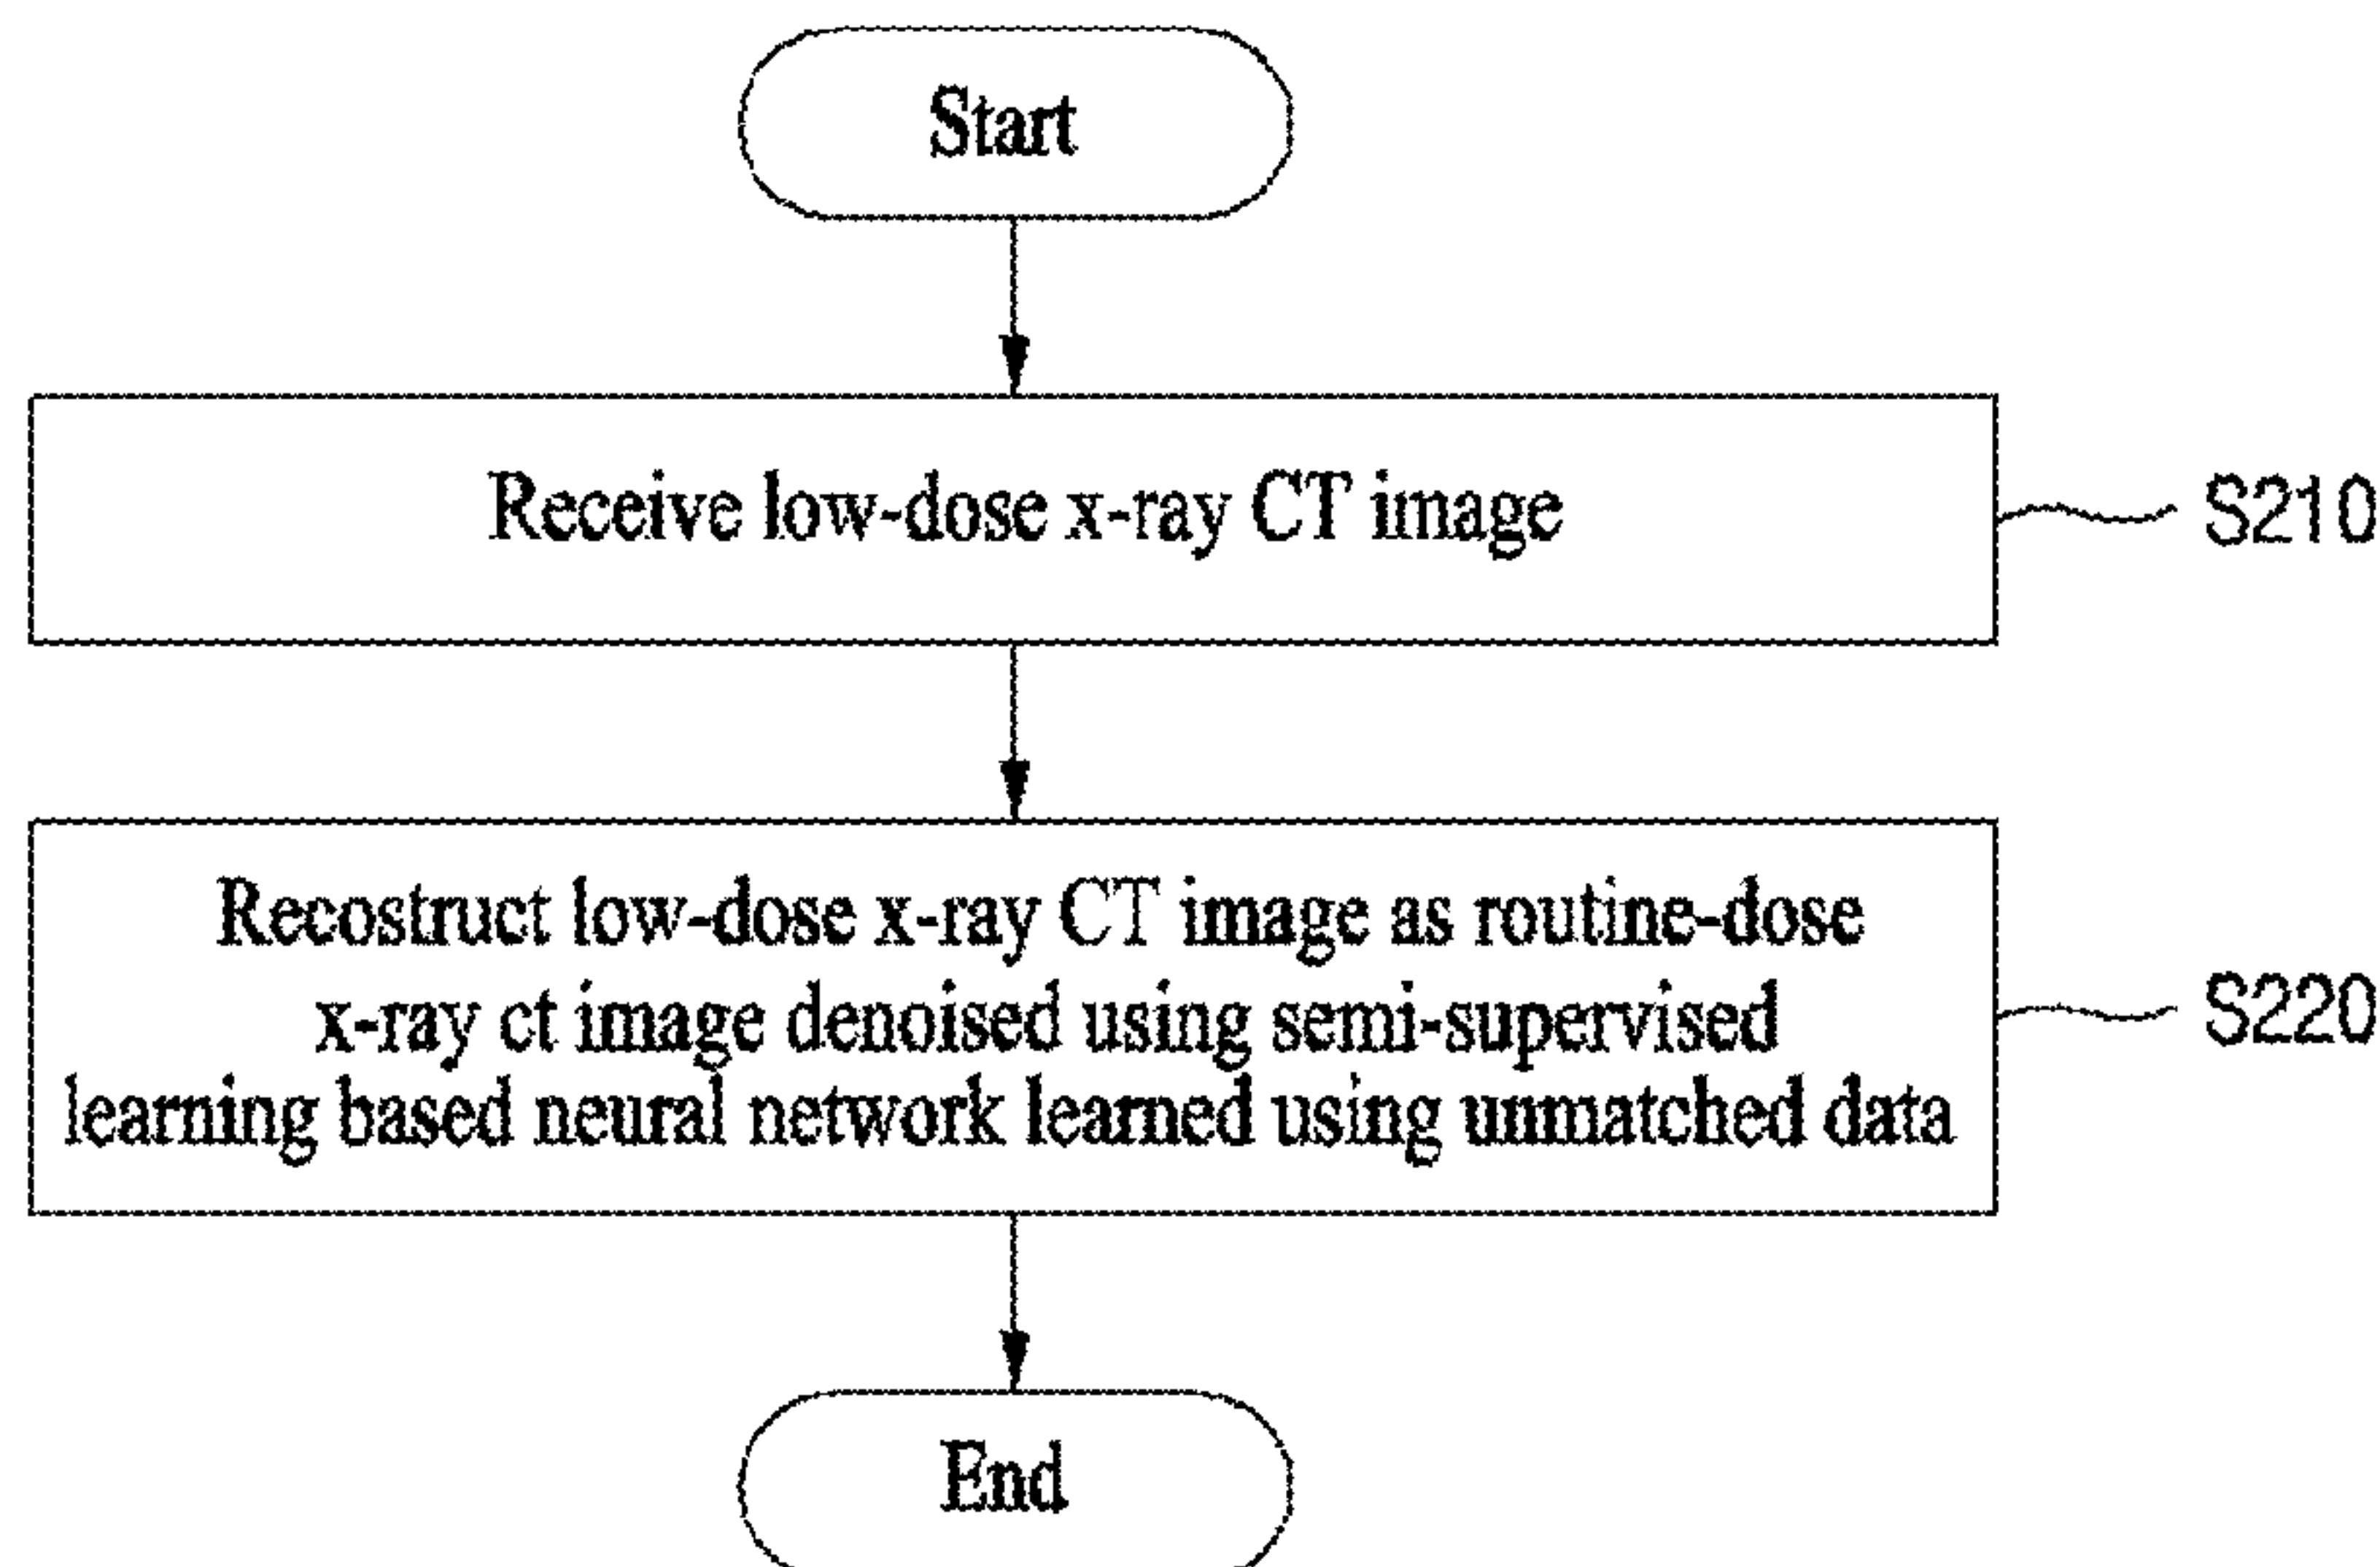 Start
Receive low-dose x-ray CT image
S210
Recostruct low-dose x-ray CT image as routine-dose
x-ray ct image denoised using semi-supervised
learning based neural network learned using unmatched data
S220
End